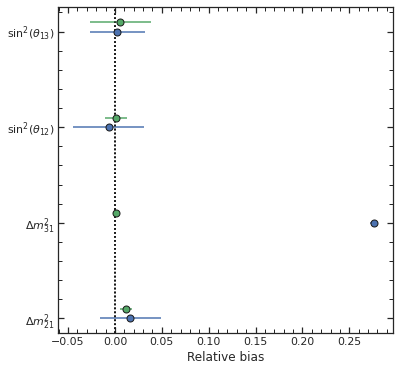 sin²(θ₁₃)
sin²(θ₁₂)
Δm²₃₁
Δm²₂₁
−0.05 0.00 0.05 0.10 0.15 0.20 0.25
Relative bias